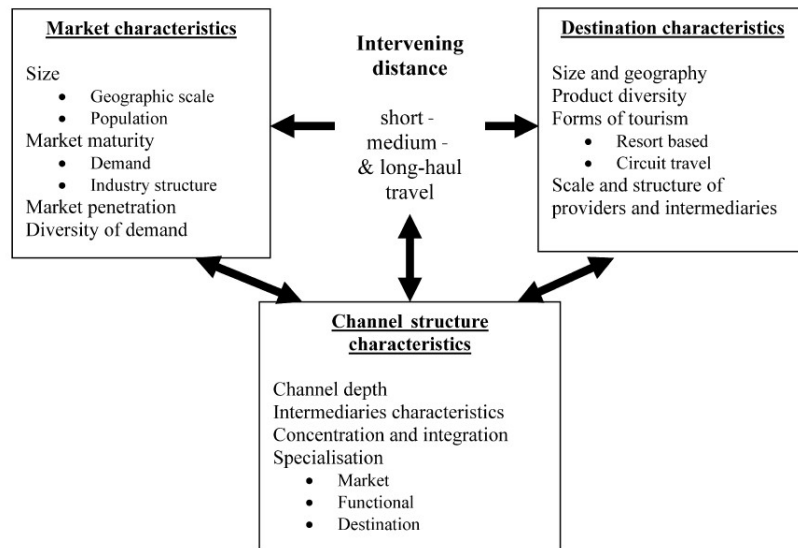 Market characteristics
Size
• Geographic scale
• Population
Market maturity
• Demand
• Industry structure
Market penetration
Diversity of demand
Intervening
distance
short -
medium -
& long-haul
travel
Destination characteristics
Size and geography
Product diversity
Forms of tourism
• Resort based
• Circuit travel
Scale and structure of
providers and intermediaries
Channel structure
characteristics
Channel depth
Intermediaries characteristics
Concentration and integration
Specialisation
• Market
• Functional
• Destination